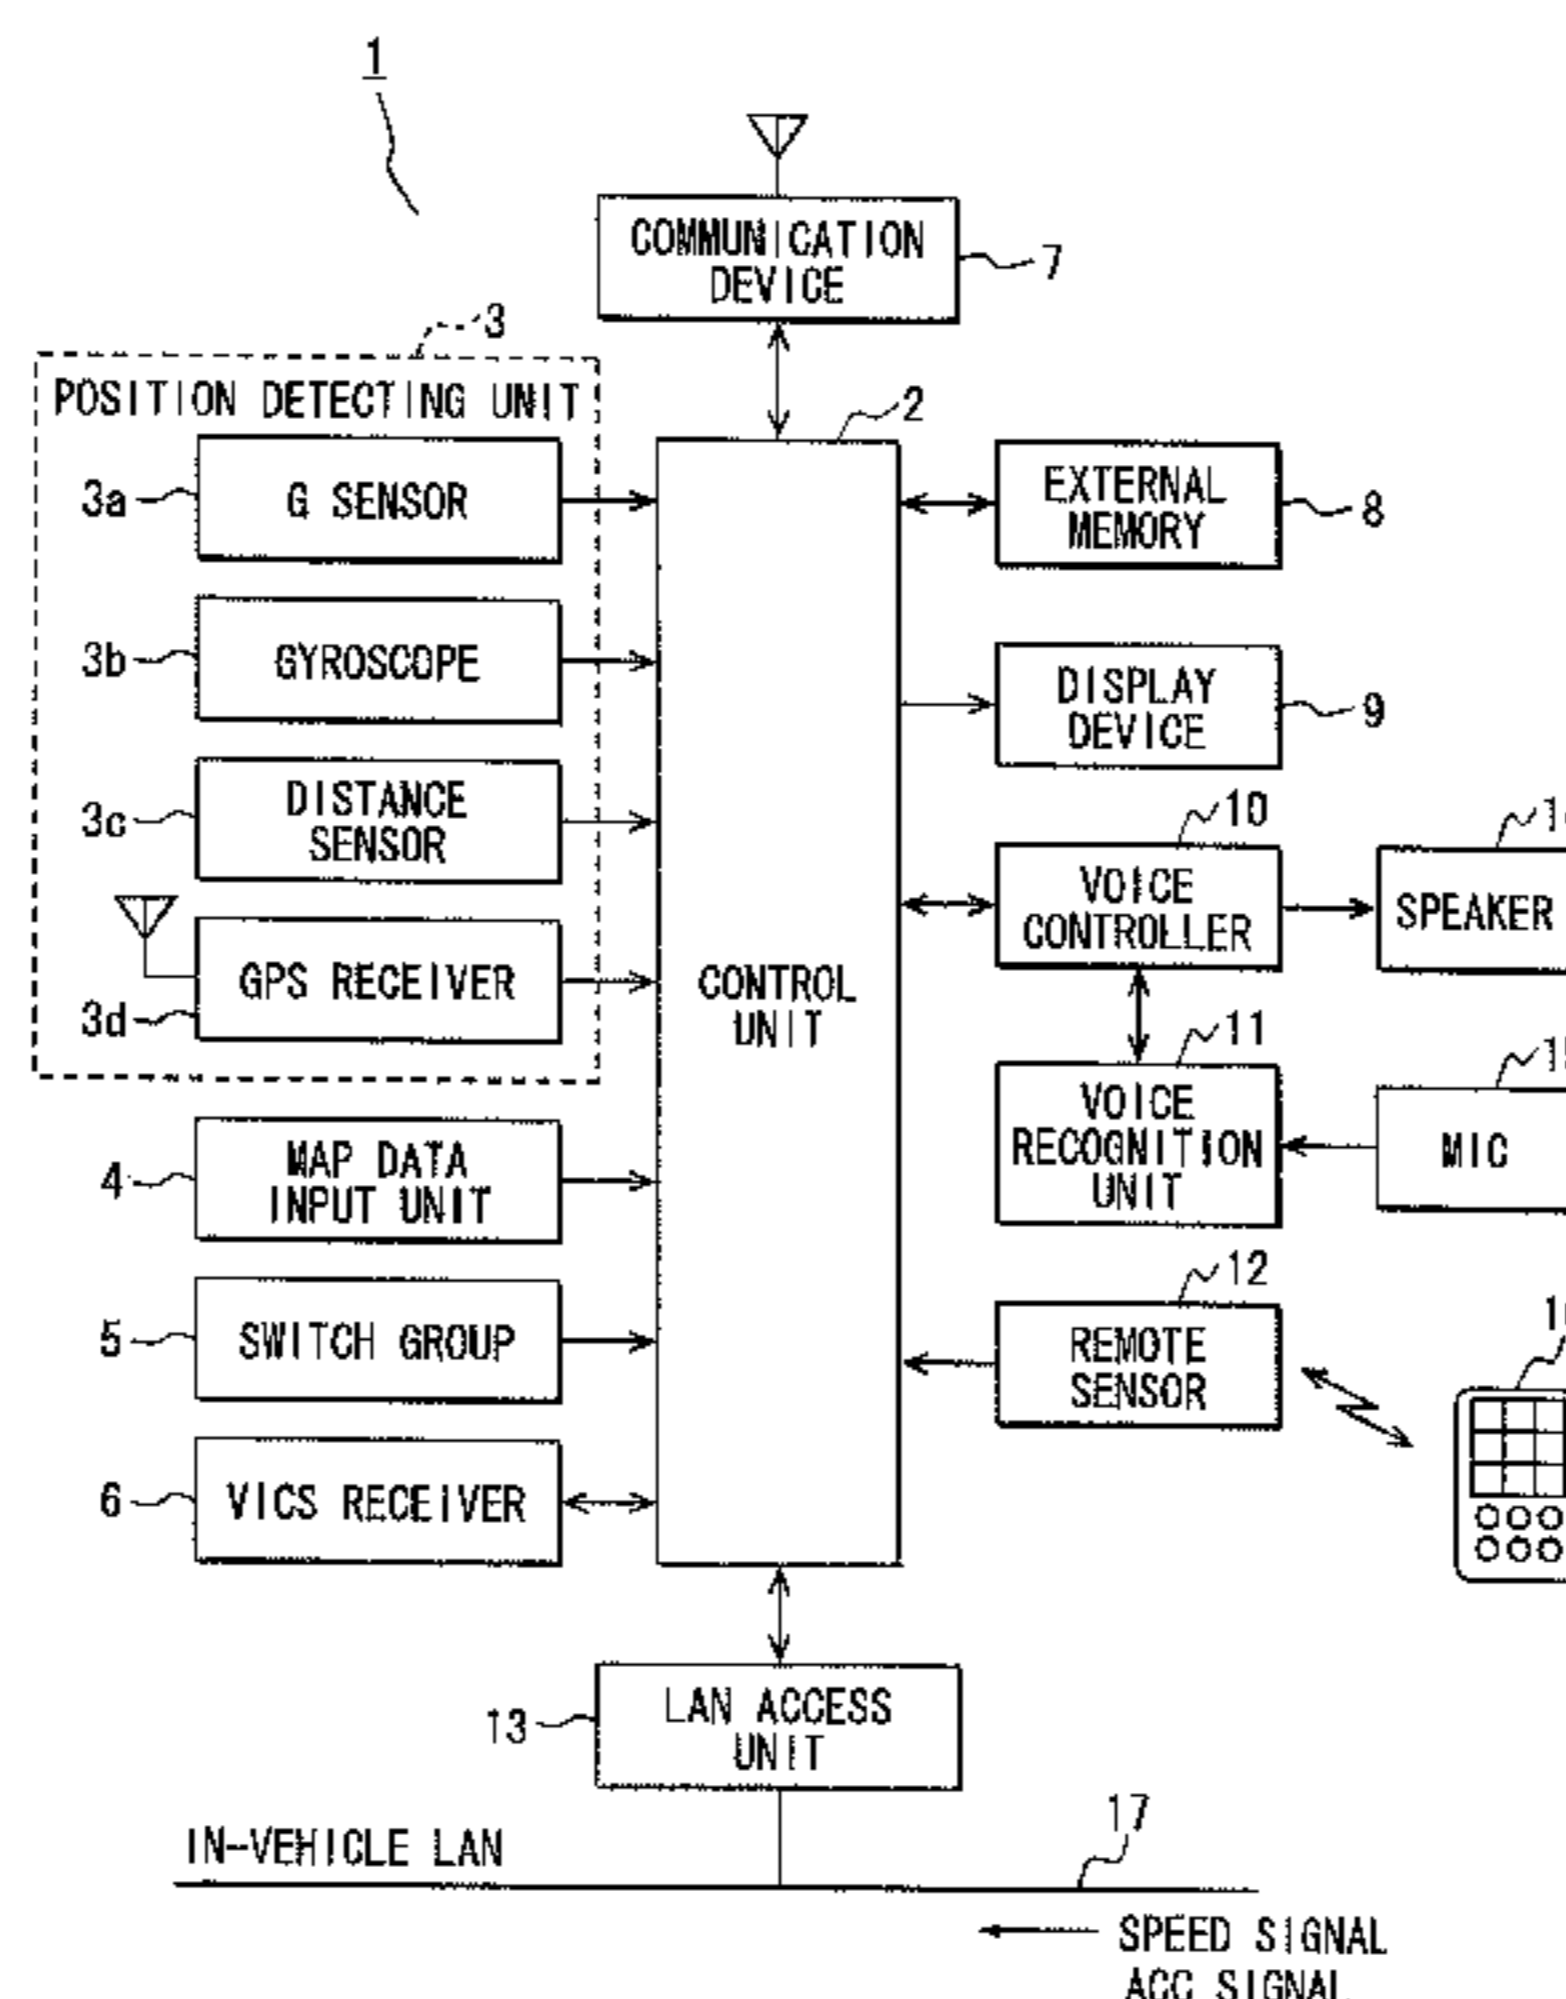 1
COMMUNICATION
DEVICE
7
3
POSITION DETECTING UNIT
2
3a
G SENSOR
EXTERNAL
MEMORY
8
3b
GYROSCOPE
DISPLAY
DEVICE
9
3c
DISTANCE
SENSOR
10
VOICE
CONTROLLER
SPEAKER
GPS RECEIVER
3d
CONTROL
UNIT
11
VOICE
RECOGNITION
UNIT
MIC
4
MAP DATA
INPUT UNIT
12
REMOTE
SENSOR
5
SWITCH GROUP
6
VICS RECEIVER
13
LAN ACCESS
UNIT
IN-VEHICLE LAN
17
SPEED SIGNAL
ACC SIGNAL